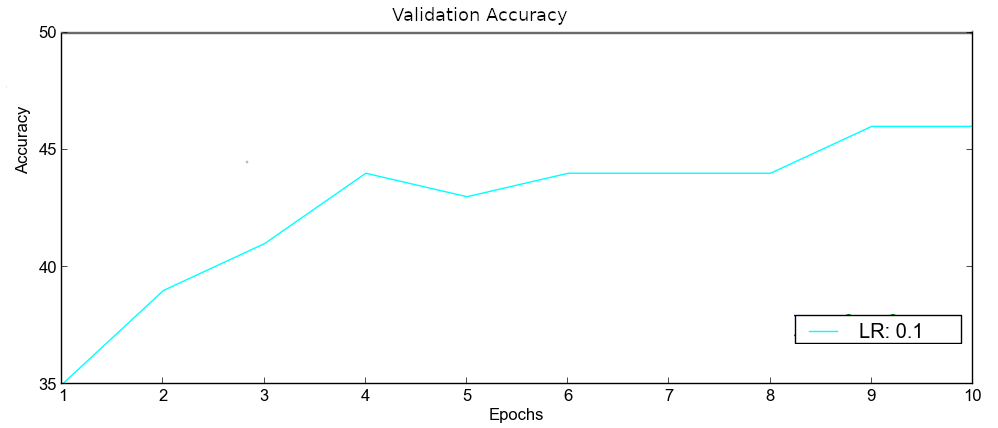 Validation Accuracy
50
45
40
35
Accuracy
1 2 3 4 5 6 7 8 9 10
Epochs
LR: 0.1